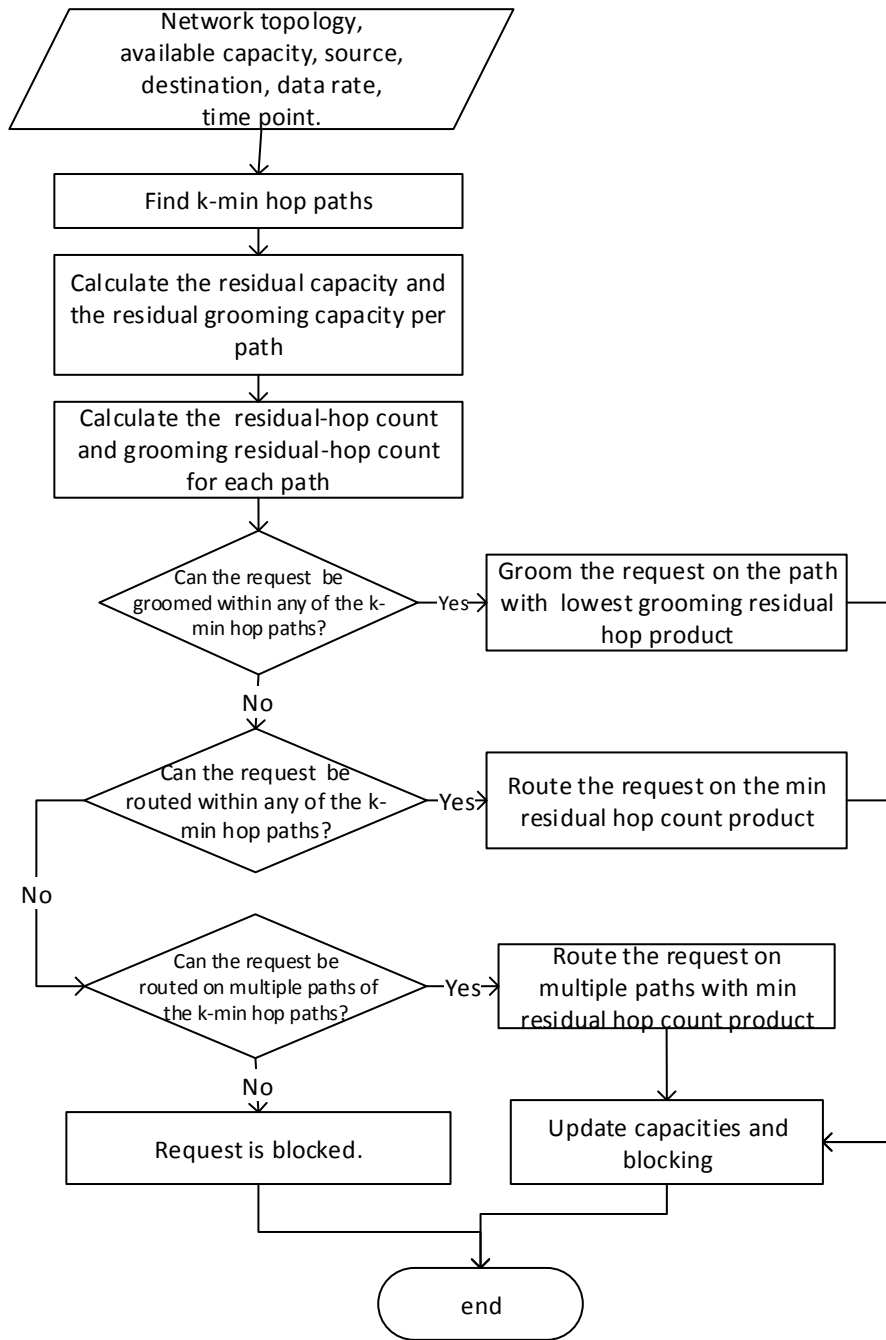 Network topology,
available capacity, source,
destination, data rate,
time point.
Find k-min hop paths
Calculate the residual capacity and
the residual grooming capacity per
path
Calculate the residual-hop count
and grooming residual-hop count
for each path
Can the request be
groomed within any of the k-
min hop paths?
Yes
Groom the request on the path
with lowest grooming residual
hop product
No
Can the request be
routed within any of the k-
min hop paths?
Yes
Route the request on the min
residual hop count product
No
Can the request be
routed on multiple paths of
the k-min hop paths?
Yes
Route the request on
multiple paths with min
residual hop count product
No
Request is blocked.
Update capacities and
blocking
end